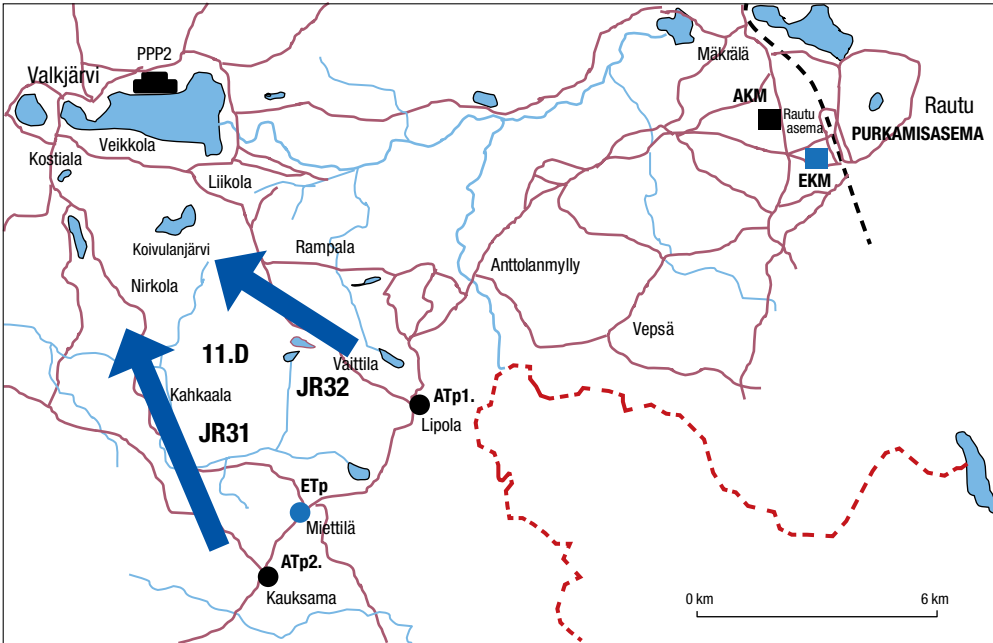 PPP2
Valkjärvi
Mäkrälä
AKM
Rautu
asema
Rautu
PURKAMISASEMA
Veikkola
Kostiala
EKM
Liikola
Koivulanjärvi
Rampala
Anttolanmylly
Nirkola
Vepsä
11.D
Vaittila
JR32
Kahkaala
ATp1.
Lipola
JR31
ETp
Miettilä
ATp2.
Kauksama
0 km
6 km